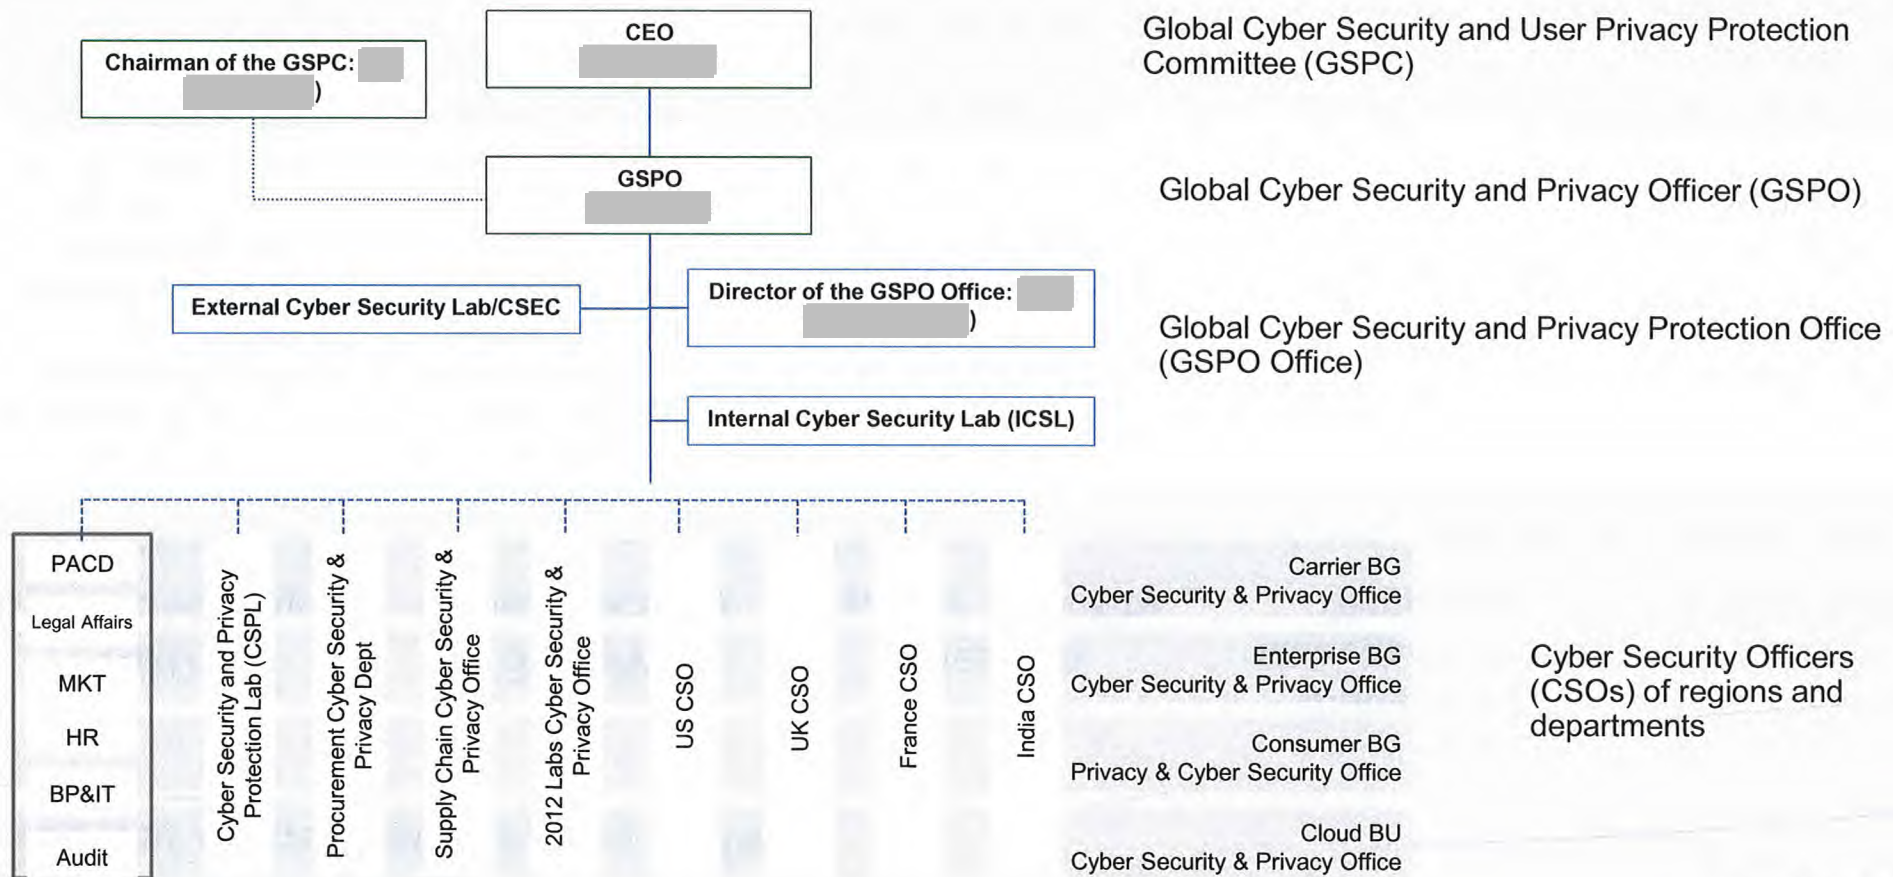 CEO
Global Cyber Security and User Privacy Protection
Committee (GSPC)
Chairman of the GSPC:
)
GSPO
Global Cyber Security and Privacy Officer (GSPO)
External Cyber Security Lab/CSEC
Director of the GSPO Office:
)
Global Cyber Security and Privacy Protection Office
(GSPO Office)
Internal Cyber Security Lab (ICSL)
PACD
Legal Affairs
MKT
HR
BP&IT
Audit
Cyber Security and Privacy
Protection Lab (CSPL)
Procurement Cyber Security &
Privacy Dept
Supply Chain Cyber Security &
Privacy Office
2012 Labs Cyber Security &
Privacy Office
US CSO
UK CSO
France CSO
India CSO
Carrier BG
Cyber Security & Privacy Office
Enterprise BG
Cyber Security & Privacy Office
Consumer BG
Privacy & Cyber Security Office
Cloud BU
Cyber Security & Privacy Office
Cyber Security Officers
(CSOs) of regions and
departments